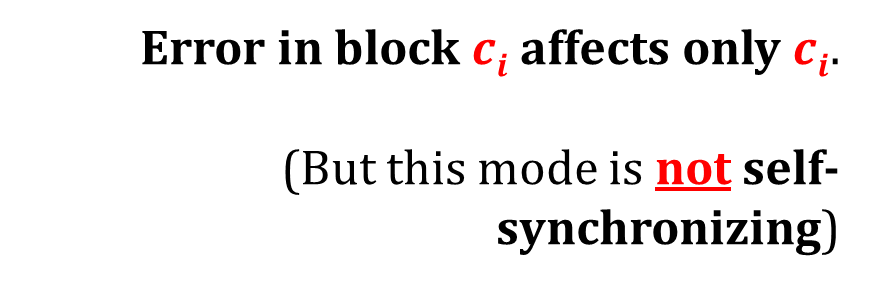 Error in block cᵢ affects only cᵢ.
(But this mode is not self-
synchronizing)